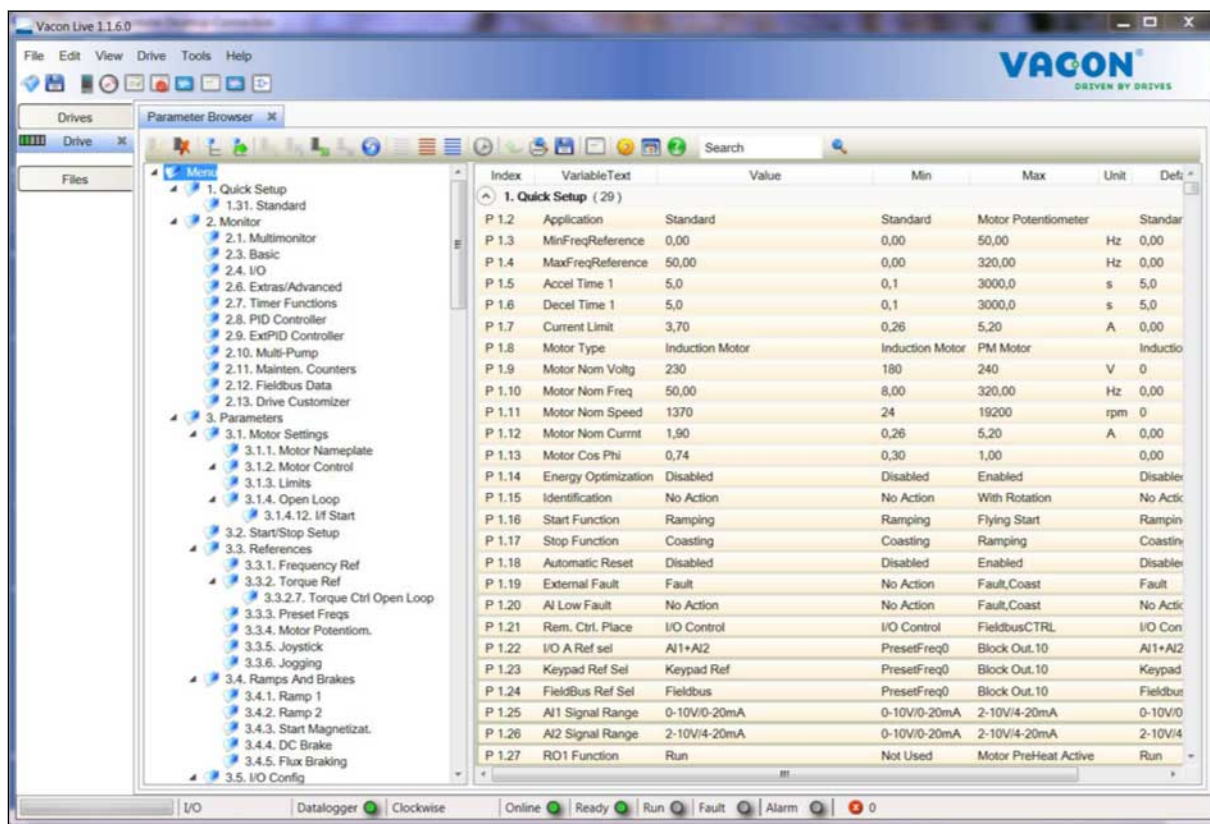 Vacon Live 1.1.6.0
File Edit View Drive Tools Help
VACON®
DRIVEN BY DRIVES
Drives
Drive
Files
Parameter Browser
Search
Menu
1. Quick Setup
1.31. Standard
2. Monitor
2.1. Multimonitor
2.3. Basic
2.4. I/O
2.6. Extras/Advanced
2.7. Timer Functions
2.8. PID Controller
2.9. ExtPID Controller
2.10. Multi-Pump
2.11. Mainten. Counters
2.12. Fieldbus Data
2.13. Drive Customizer
3. Parameters
3.1. Motor Settings
3.1.1. Motor Nameplate
3.1.2. Motor Control
3.1.3. Limits
3.1.4. Open Loop
3.1.4.12. I/f Start
3.2. Start/Stop Setup
3.3. References
3.3.1. Frequency Ref
3.3.2. Torque Ref
3.3.2.7. Torque Ctrl Open Loop
3.3.3. Preset Freqs
3.3.4. Motor Potentiom.
3.3.5. Joystick
3.3.6. Jogging
3.4. Ramps And Brakes
3.4.1. Ramp 1
3.4.2. Ramp 2
3.4.3. Start Magnetizat.
3.4.4. DC Brake
3.4.5. Flux Braking
3.5. I/O Config
Index VariableText Value Min Max Unit Defa
1. Quick Setup (29)
P 1.2 Application Standard Standard Motor Potentiometer Standar
P 1.3 MinFreqReference 0,00 0,00 50,00 Hz 0,00
P 1.4 MaxFreqReference 50,00 0,00 320,00 Hz 0,00
P 1.5 Accel Time 1 5,0 0,1 3000,0 s 5,0
P 1.6 Decel Time 1 5,0 0,1 3000,0 s 5,0
P 1.7 Current Limit 3,70 0,26 5,20 A 0,00
P 1.8 Motor Type Induction Motor Induction Motor PM Motor Inductio
P 1.9 Motor Nom Voltg 230 180 240 V 0
P 1.10 Motor Nom Freq 50,00 8,00 320,00 Hz 0,00
P 1.11 Motor Nom Speed 1370 24 19200 rpm 0
P 1.12 Motor Nom Currnt 1,90 0,26 5,20 A 0,00
P 1.13 Motor Cos Phi 0,74 0,30 1,00 0,00
P 1.14 Energy Optimization Disabled Disabled Enabled Disable
P 1.15 Identification No Action No Action With Rotation No Actic
P 1.16 Start Function Ramping Ramping Flying Start Rampin
P 1.17 Stop Function Coasting Coasting Ramping Coastin
P 1.18 Automatic Reset Disabled Disabled Enabled Disable
P 1.19 External Fault Fault No Action Fault,Coast Fault
P 1.20 AI Low Fault No Action No Action Fault,Coast No Actic
P 1.21 Rem. Ctrl. Place I/O Control I/O Control FieldbusCTRL I/O Con
P 1.22 I/O A Ref sel AI1+AI2 PresetFreq0 Block Out.10 AI1+AI2
P 1.23 Keypad Ref Sel Keypad Ref PresetFreq0 Block Out.10 Keypad
P 1.24 FieldBus Ref Sel Fieldbus PresetFreq0 Block Out.10 Fieldbus
P 1.25 AI1 Signal Range 0-10V/0-20mA 0-10V/0-20mA 2-10V/4-20mA 0-10V/0
P 1.26 AI2 Signal Range 2-10V/4-20mA 0-10V/0-20mA 2-10V/4-20mA 2-10V/4
P 1.27 RO1 Function Run Not Used Motor PreHeat Active Run
I/O Datalogger Clockwise Online Ready Run Fault Alarm 0